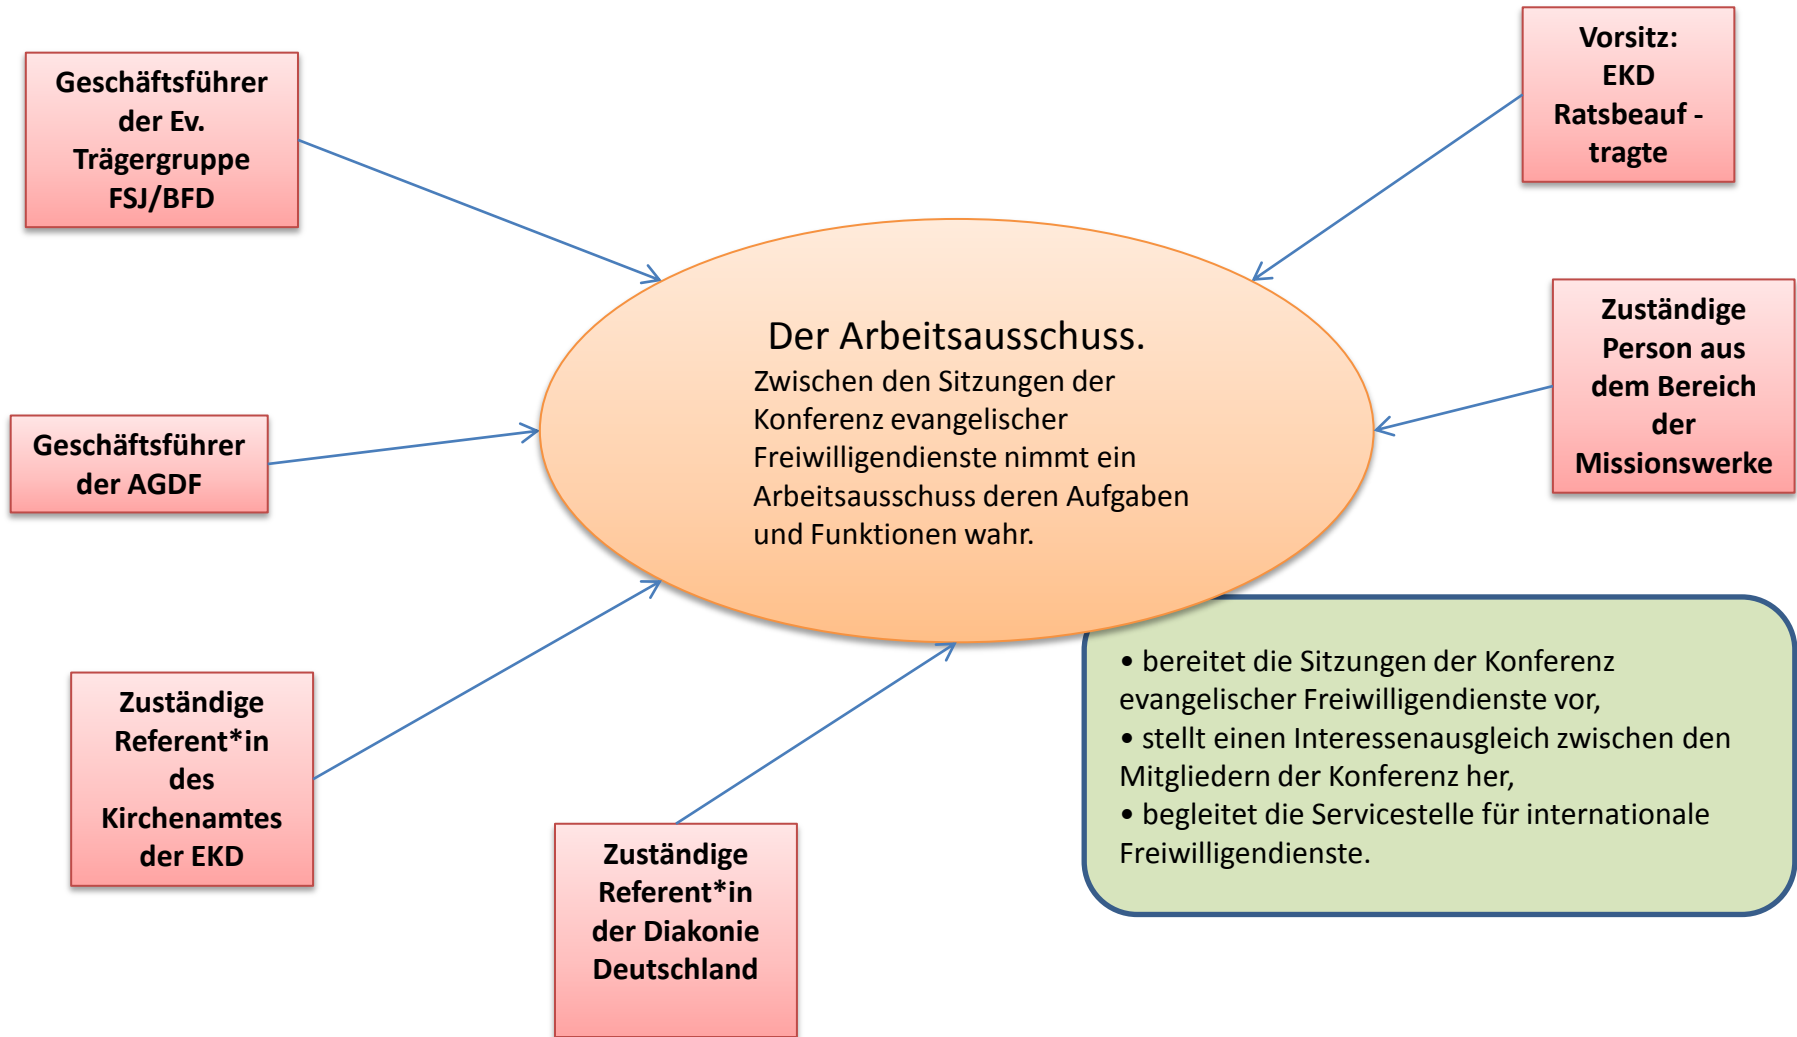 Geschäftsführer
der Ev.
Trägergruppe
FSJ/BFD
Vorsitz:
EKD
Ratsbeauf -
tragte
Der Arbeitsausschuss.
Zwischen den Sitzungen der
Konferenz evangelischer
Freiwilligendienste nimmt ein
Arbeitsausschuss deren Aufgaben
und Funktionen wahr.
Zuständige
Person aus
dem Bereich
der
Missionswerke
Geschäftsführer
der AGDF
Zuständige
Referent*in
des
Kirchenamtes
der EKD
Zuständige
Referent*in
der Diakonie
Deutschland
• bereitet die Sitzungen der Konferenz
evangelischer Freiwilligendienste vor,
• stellt einen Interessenausgleich zwischen den
Mitgliedern der Konferenz her,
• begleitet die Servicestelle für internationale
Freiwilligendienste.